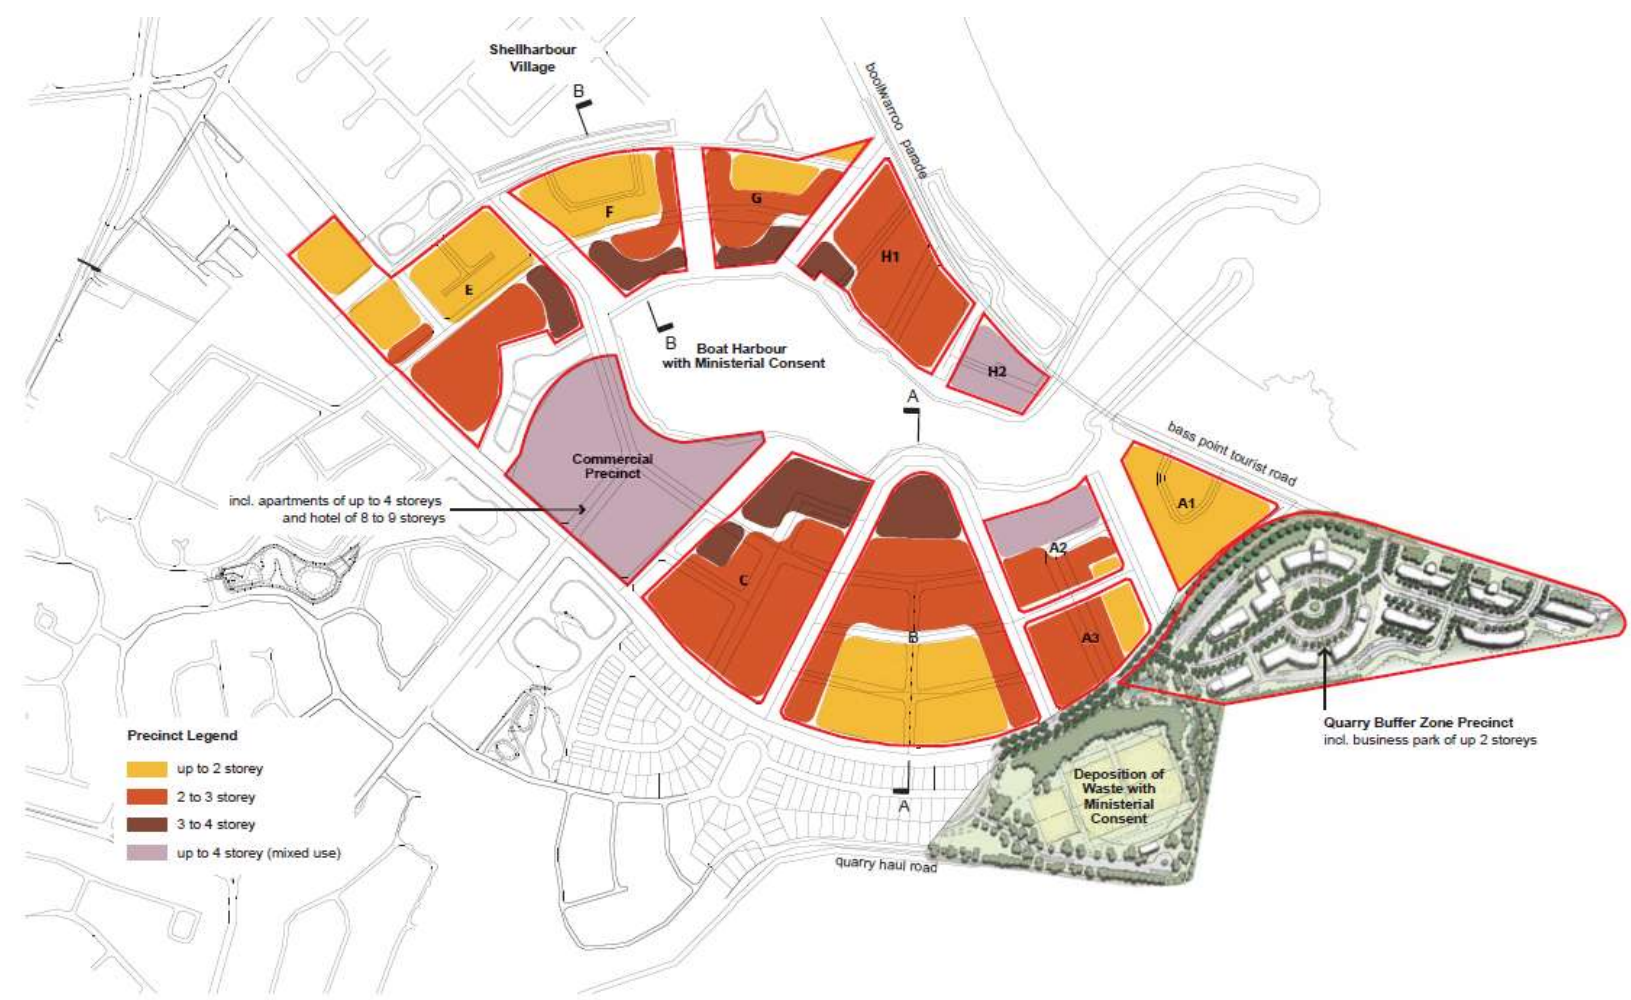 Shellharbour
Village
B
boollwarroo parade
F
G
H1
E
B
Boat Harbour
with Ministerial Consent
H2
A
bass point tourist road
Commercial
Precinct
incl. apartments of up to 4 storeys
and hotel of 8 to 9 storeys
A1
A2
C
B
A3
Quarry Buffer Zone Precinct
incl. business park of up 2 storeys
Precinct Legend
up to 2 storey
2 to 3 storey
3 to 4 storey
up to 4 storey (mixed use)
Deposition of
Waste with
Ministerial
Consent
A
quarry haul road